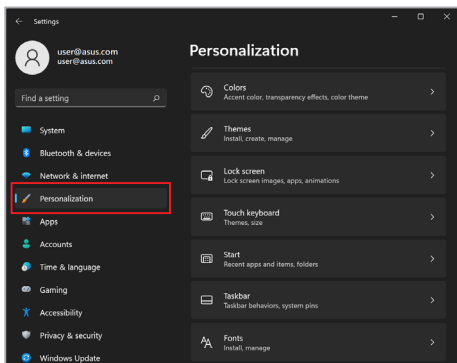 Settings
user@asus.com
user@asus.com
Find a setting
System
Bluetooth & devices
Network & internet
Personalization
Apps
Accounts
Time & language
Gaming
Accessibility
Privacy & security
Windows Update
Personalization
Colors
Accent color, transparency effects, color theme
Themes
Install, create, manage
Lock screen
Lock screen images, apps, animations
Touch keyboard
Themes, size
Start
Recent apps and items, folders
Taskbar
Taskbar behaviors, system pins
Fonts
Install, manage